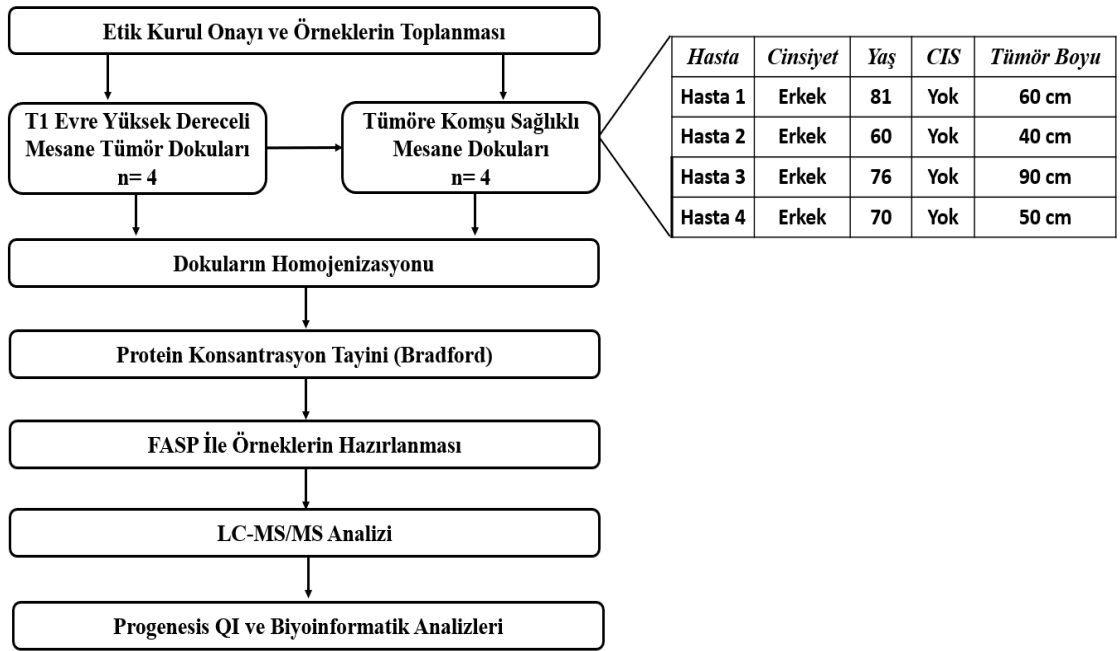 Etik Kurul Onayı ve Örneklerin Toplanması
T1 Evre Yüksek Dereceli
Mesane Tümör Dokuları
n= 4
Tümöre Komşu Sağlıklı
Mesane Dokuları
n= 4
Hasta Cinsiyet Yaş CIS Tümör Boyu
Hasta 1 Erkek 81 Yok 60 cm
Hasta 2 Erkek 60 Yok 40 cm
Hasta 3 Erkek 76 Yok 90 cm
Hasta 4 Erkek 70 Yok 50 cm
Dokuların Homojenizasyonu
Protein Konsantrasyon Tayini (Bradford)
FASP İle Örneklerin Hazırlanması
LC-MS/MS Analizi
Progenesis QI ve Biyoinformatik Analizleri